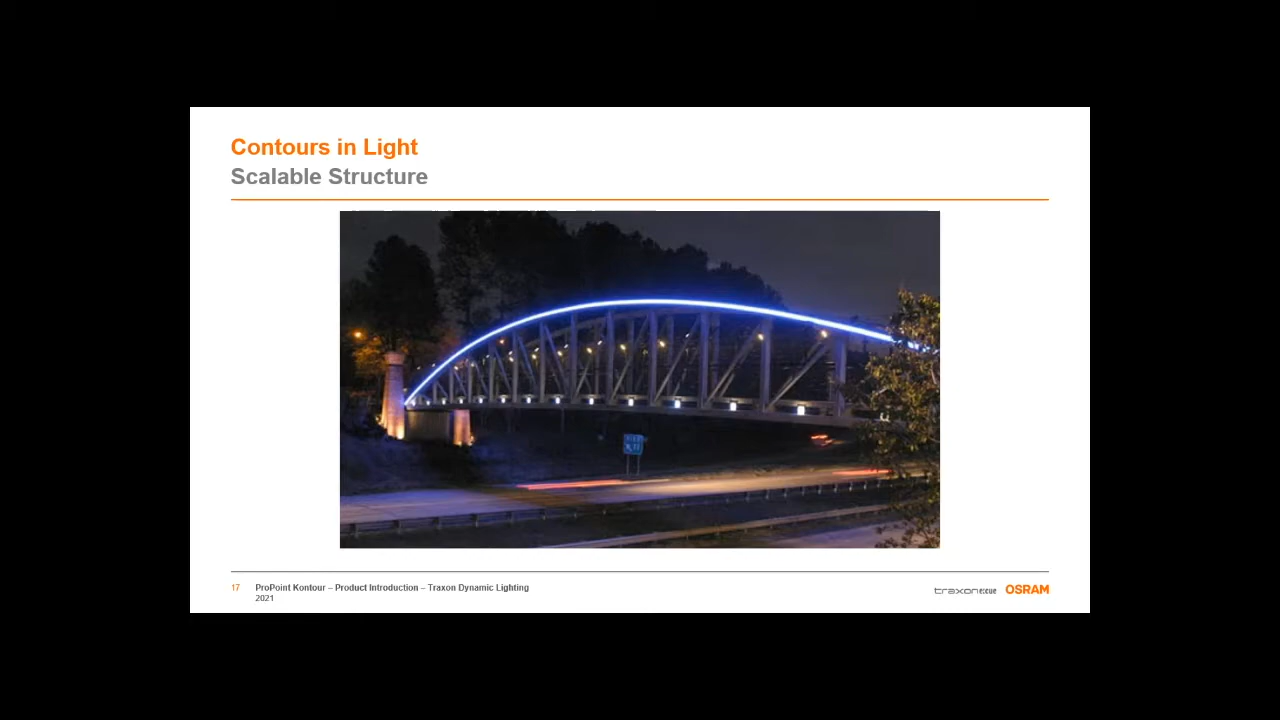 Contours in Light
Scalable Structure
17 ProPoint Kontour – Product Introduction – Traxon Dynamic Lighting
2021
traxon e:cue OSRAM